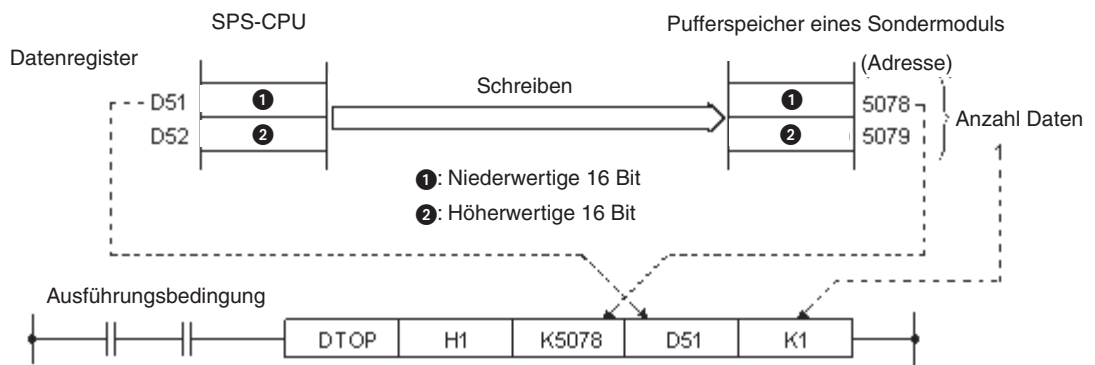 SPS-CPU
Pufferspeicher eines Sondermoduls
Datenregister
(Adresse)
Schreiben
D51 ❶ ❶ 5078
Anzahl Daten
D52 ❷ ❷ 5079
1
❶: Niederwertige 16 Bit
❷: Höherwertige 16 Bit
Ausführungsbedingung
DTOP H1 K5078 D51 K1